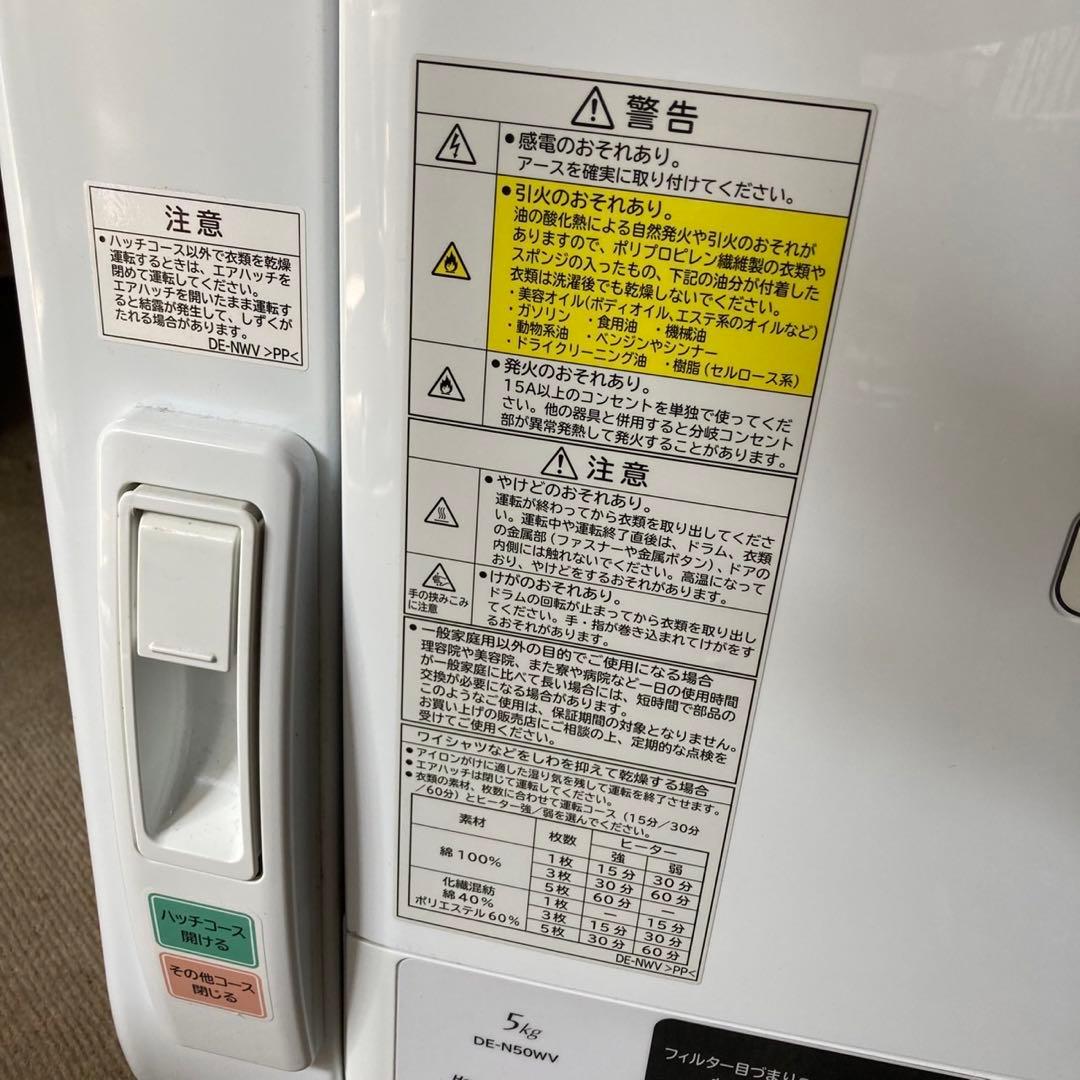 注意
•ハッチコース以外で衣類を乾燥
運転するときは、エアハッチを
閉めて運転してください。
エアハッチを開いたまま運転す
ると結露が発生して、しずくが
たれる場合があります。
DE-NWV >PP<
ハッチコース
開ける
その他コース
閉じる
警告
•感電のおそれあり。
アースを確実に取り付けてください。
•引火のおそれあり。
油の酸化熱による自然発火や引火のおそれが
ありますので、ポリプロピレン繊維製の衣類や
スポンジの入ったもの、下記の油分が付着した
衣類は洗濯後でも乾燥しないでください。
・美容オイル(ボディオイル、エステ系のオイルなど)
・ガソリン ・食用油 ・機械油
・動物系油 ・ベンジンやシンナー
・ドライクリーニング油 ・樹脂(セルロース系)
•発火のおそれあり。
15A以上のコンセントを単独で使ってくだ
さい。他の器具と併用すると分岐コンセント
部が異常発熱して発火することがあります。
注意
•やけどのおそれあり。
運転が終わってから衣類を取り出してくださ
い。運転中や運転終了直後は、ドラム、衣類
の金属部(ファスナーや金属ボタン)、ドアの
内側には触れないでください。高温になって
おり、やけどをするおそれがあります。
手の挟みこみ
に注意
•けがのおそれあり。
ドラムの回転が止まってから衣類を取り出し
てください。手・指が巻き込まれてけがをす
るおそれがあります。
•一般家庭用以外の目的でご使用になる場合
理容院や美容院、また寮や病院など一日の使用時間
が一般家庭に比べて長い場合には、短時間で部品の
交換が必要になる場合があります。
このようなご使用は、保証期間の対象となりません。
お買い上げの販売店にご相談の上、定期的な点検を
受けてご使用ください。
ワイシャツなどをしわを抑えて乾燥する場合
•アイロンがけに適した湿り気を残して運転を終了させます。
•エアハッチは閉じて運転してください。
•衣類の素材、枚数に合わせて運転コース(15分/30分
/60分)とヒーター強/弱を選んでください。
素材 枚数 ヒーター
強 弱
綿100% 1枚 15分 30分
3枚 30分 60分
5枚 60分 ー
化繊混紡
綿40%
ポリエステル60%
1枚 ー 15分
3枚 15分 30分
5枚 30分 60分
DE-NWV >PP<
5kg
DE-N50WV
フィルター目づまり